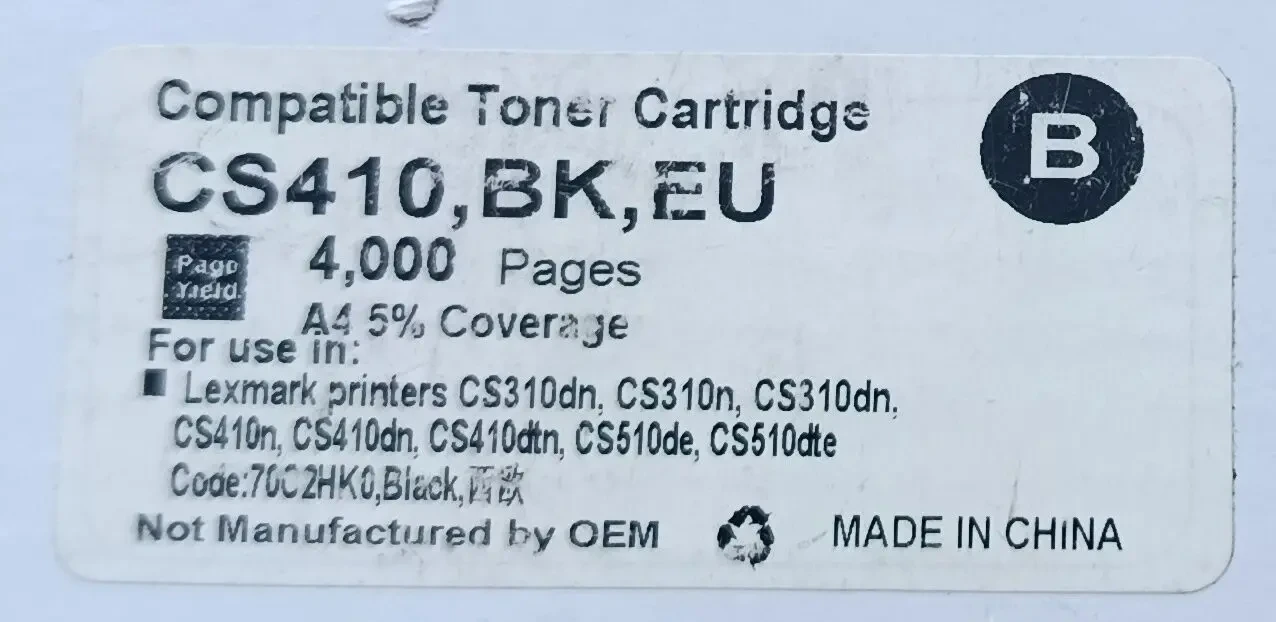 Compatible Toner Cartridge
B
CS410,BK,EU
Page
Yield
4,000 Pages
A4 5% Coverage
For use in:
Lexmark printers CS310dn, CS310n, CS310dn,
CS410n, CS410dn, CS410dtn, CS510de, CS510dte
Code:70C2HK0,Black,西欧
Not Manufactured by OEM
MADE IN CHINA